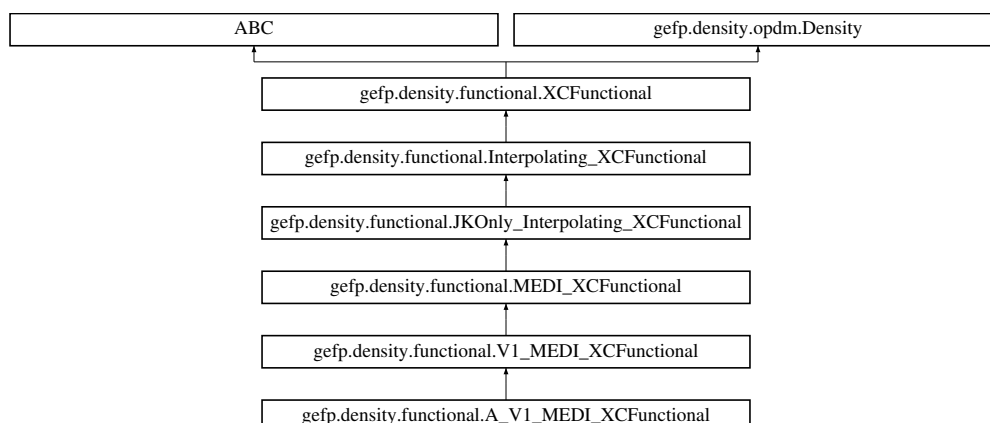 ABC
gefp.density.opdm.Density
gefp.density.functional.XCFunctional
gefp.density.functional.Interpolating_XCFunctional
gefp.density.functional.JKOnly_Interpolating_XCFunctional
gefp.density.functional.MEDI_XCFunctional
gefp.density.functional.V1_MEDI_XCFunctional
gefp.density.functional.A_V1_MEDI_XCFunctional